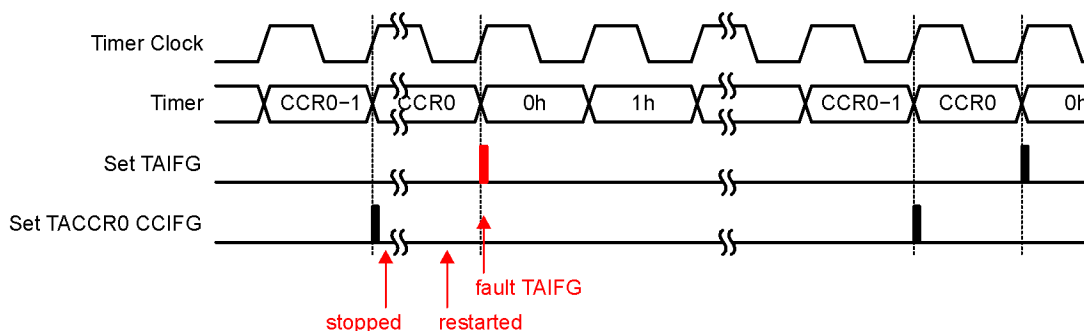 Timer Clock
Timer CCR0−1 CCR0 0h 1h CCR0−1 CCR0 0h
Set TAIFG
Set TACCR0 CCIFG
fault TAIFG
stopped restarted